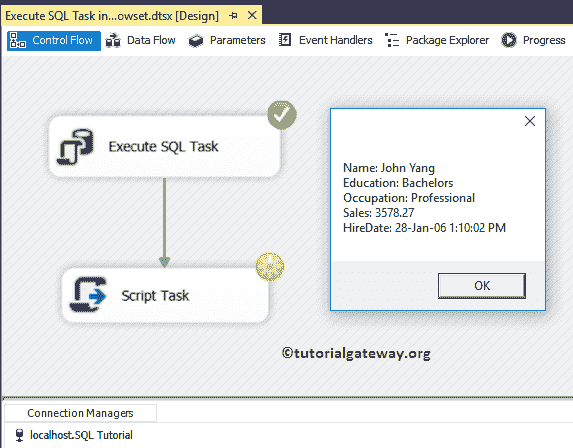 Execute SQL Task in...owset.dtsx [Design]
Control Flow Data Flow Parameters Event Handlers Package Explorer Progress
Execute SQL Task
Name: John Yang
Education: Bachelors
Occupation: Professional
Sales: 3578.27
HireDate: 28-Jan-06 1:10:02 PM
OK
Script Task
©tutorialgateway.org
Connection Managers
localhost.SQL Tutorial